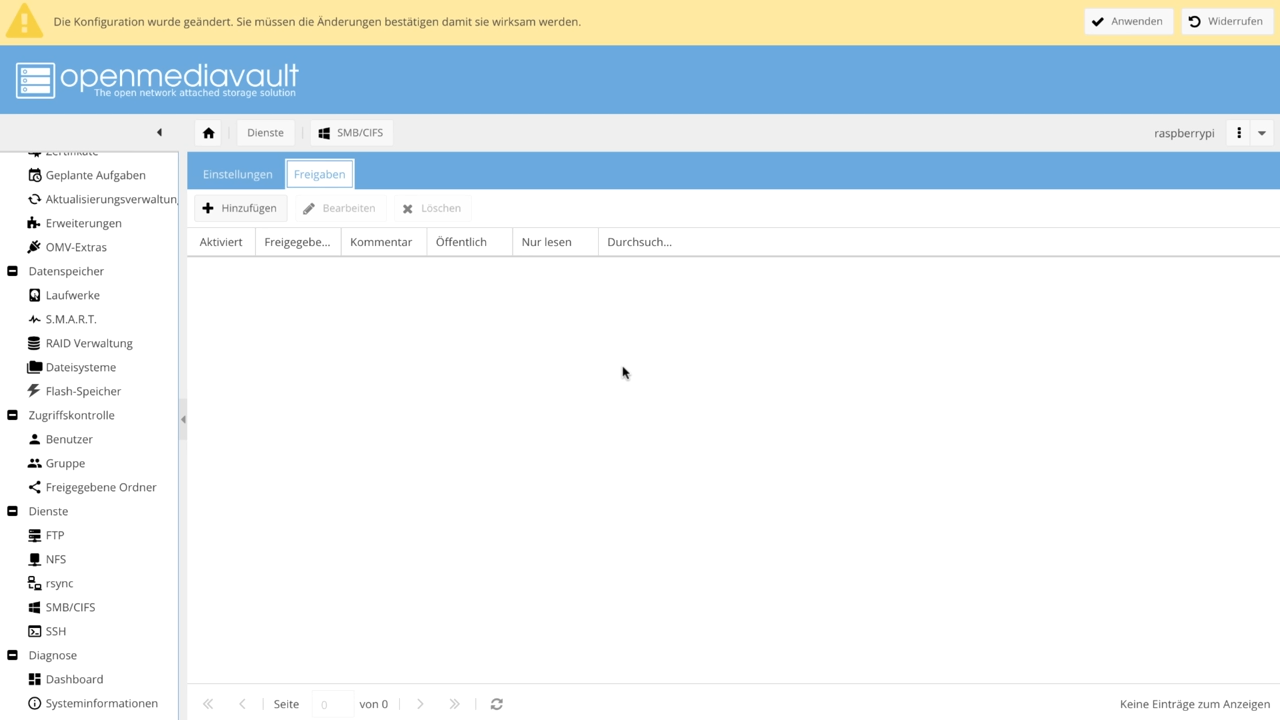 Die Konfiguration wurde geändert. Sie müssen die Änderungen bestätigen damit sie wirksam werden.
Anwenden
Widerrufen
openmediavault
The open network attached storage solution
Dienste
SMB/CIFS
raspberrypi
Zertifikate
Geplante Aufgaben
Aktualisierungsverwaltun
Erweiterungen
OMV-Extras
Datenspeicher
Laufwerke
S.M.A.R.T.
RAID Verwaltung
Dateisysteme
Flash-Speicher
Zugriffskontrolle
Benutzer
Gruppe
Freigegebene Ordner
Dienste
FTP
NFS
rsync
SMB/CIFS
SSH
Diagnose
Dashboard
Systeminformationen
Einstellungen
Freigaben
Hinzufügen
Bearbeiten
Löschen
Aktiviert
Freigegebe...
Kommentar
Öffentlich
Nur lesen
Durchsuch...
Seite
0
von 0
Keine Einträge zum Anzeigen